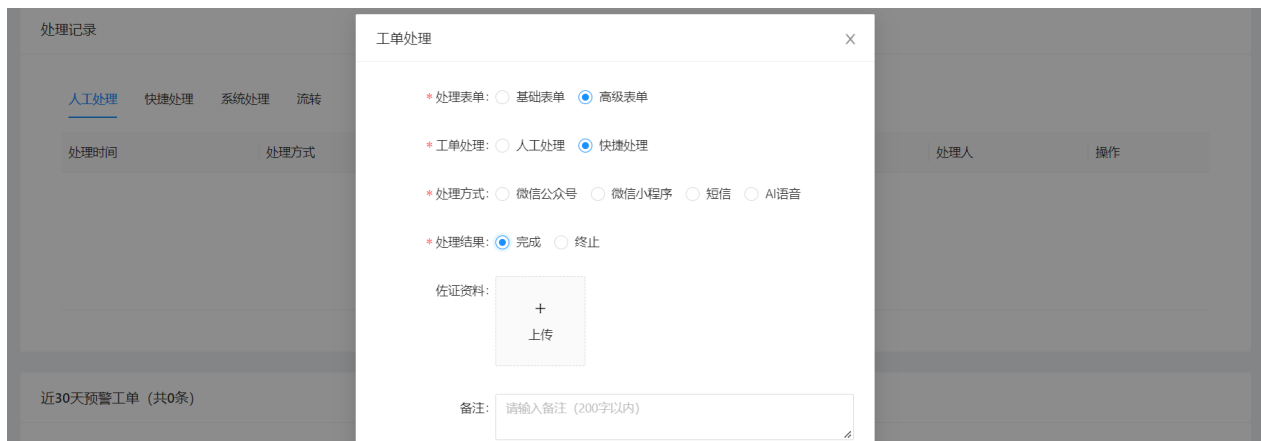 处理记录
工单处理
人工处理 快捷处理 系统处理 流转
* 处理表单: 基础表单 高级表单
处理时间 处理方式 处理人 操作
* 工单处理: 人工处理 快捷处理
* 处理方式: 微信公众号 微信小程序 短信 AI语音
* 处理结果: 完成 终止
佐证资料:
+
上传
近30天预警工单（共0条）
备注: 请输入备注（200字以内）